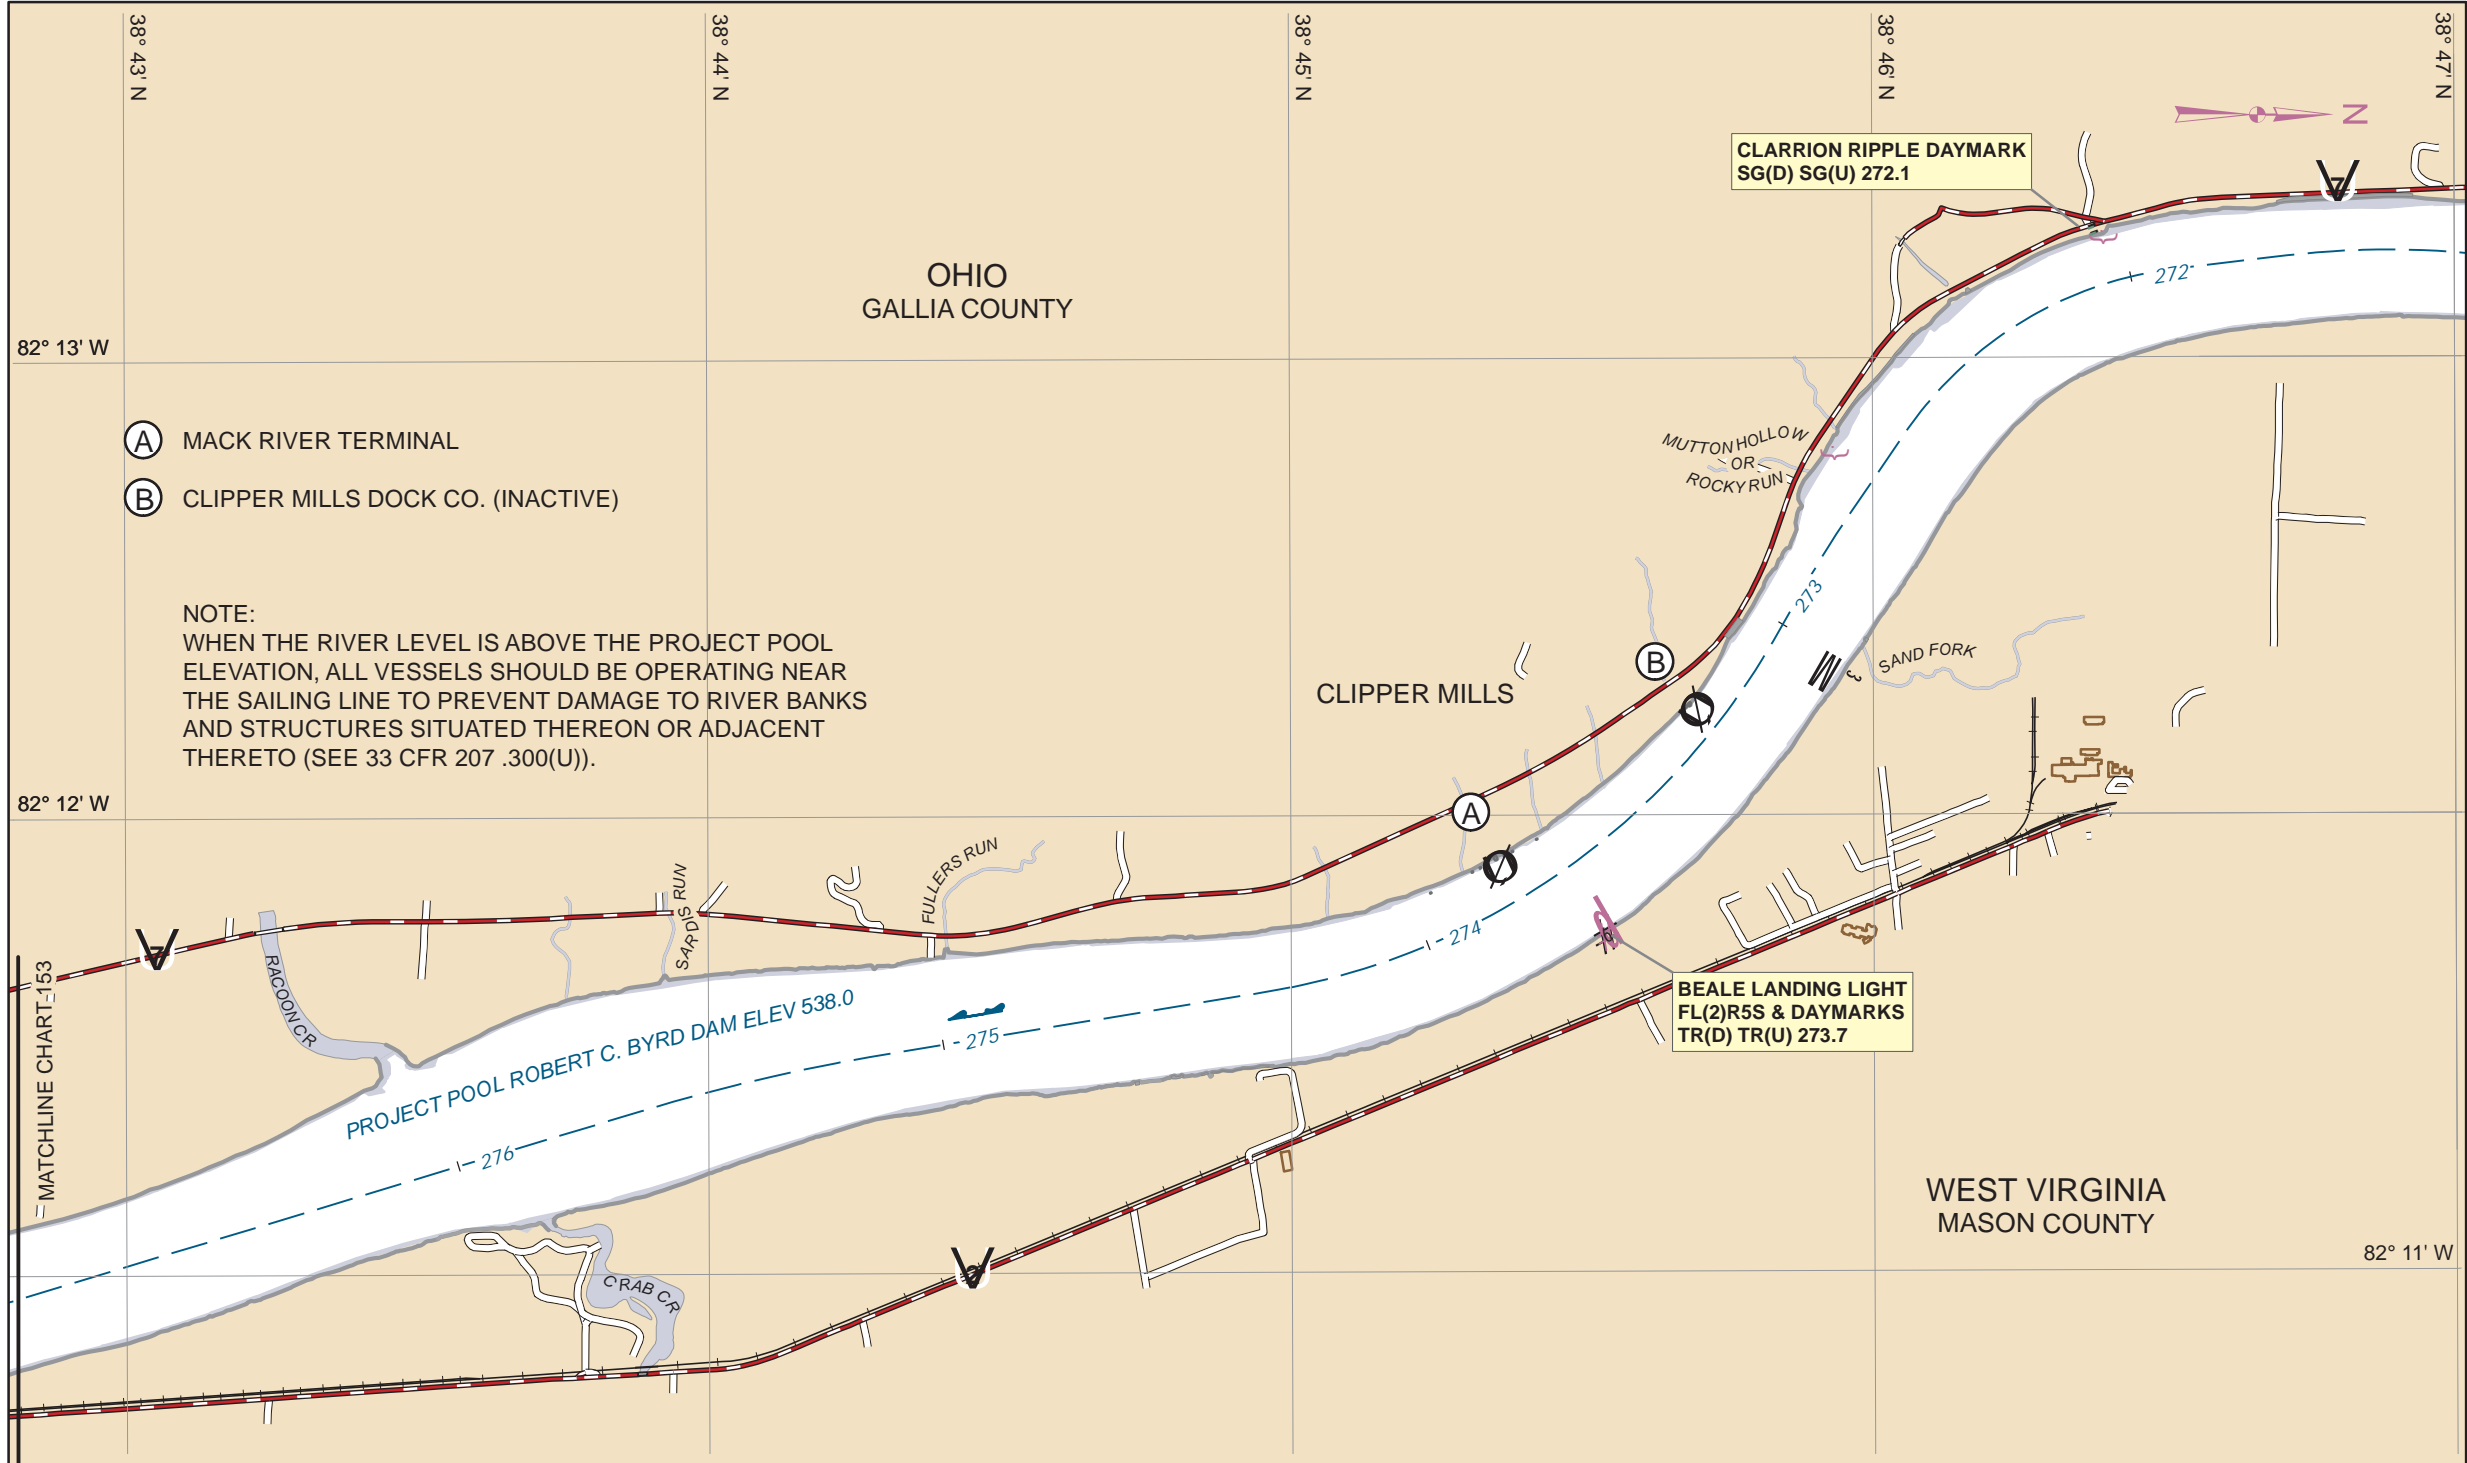 38° 43' N
38° 44' N
38° 45' N
38° 46' N
38° 47' N
N
CLARRION RIPPLE DAYMARK
SG(D) SG(U) 272.1
7
272
OHIO
GALLIA COUNTY
82° 13' W
A MACK RIVER TERMINAL
B CLIPPER MILLS DOCK CO. (INACTIVE)
MUTTON HOLLOW
OR
ROCKY RUN
NOTE:
WHEN THE RIVER LEVEL IS ABOVE THE PROJECT POOL
ELEVATION, ALL VESSELS SHOULD BE OPERATING NEAR
THE SAILING LINE TO PREVENT DAMAGE TO RIVER BANKS
AND STRUCTURES SITUATED THEREON OR ADJACENT
THERETO (SEE 33 CFR 207 .300(U)).
273
SAND FORK
B
CLIPPER MILLS
82° 12' W
A
FULLERS RUN
SARDIS RUN
RACOON CR
7
MATCHLINE CHART 153
274
BEALE LANDING LIGHT
FL(2)R5S & DAYMARKS
TR(D) TR(U) 273.7
PROJECT POOL ROBERT C. BYRD DAM ELEV 538.0
275
276
WEST VIRGINIA
MASON COUNTY
82° 11' W
CRAB CR